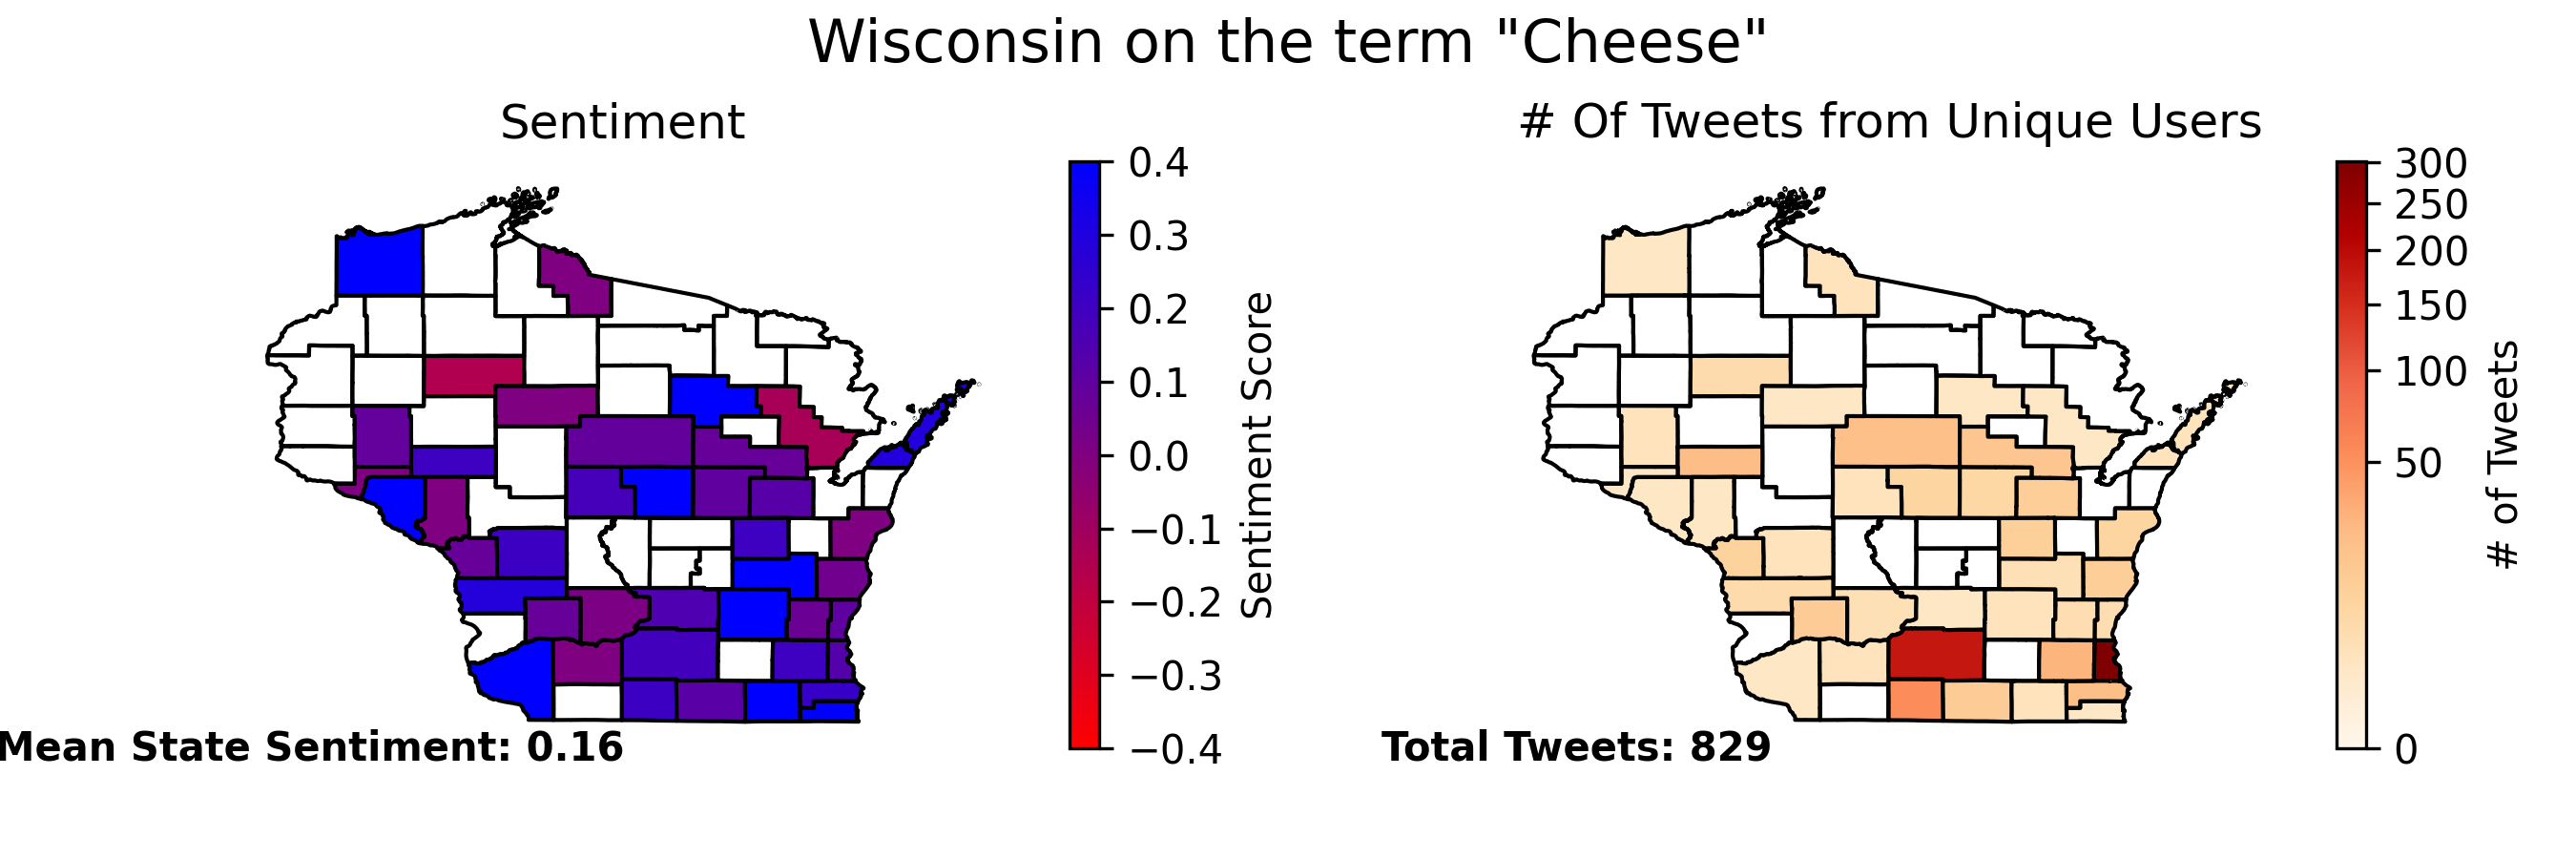 Wisconsin on the term "Cheese"
Sentiment
0.4
0.3
0.2
0.1
0.0
−0.1
−0.2
−0.3
−0.4
Sentiment Score
Mean State Sentiment: 0.16
# Of Tweets from Unique Users
300
250
200
150
100
50
0
# of Tweets
Total Tweets: 829